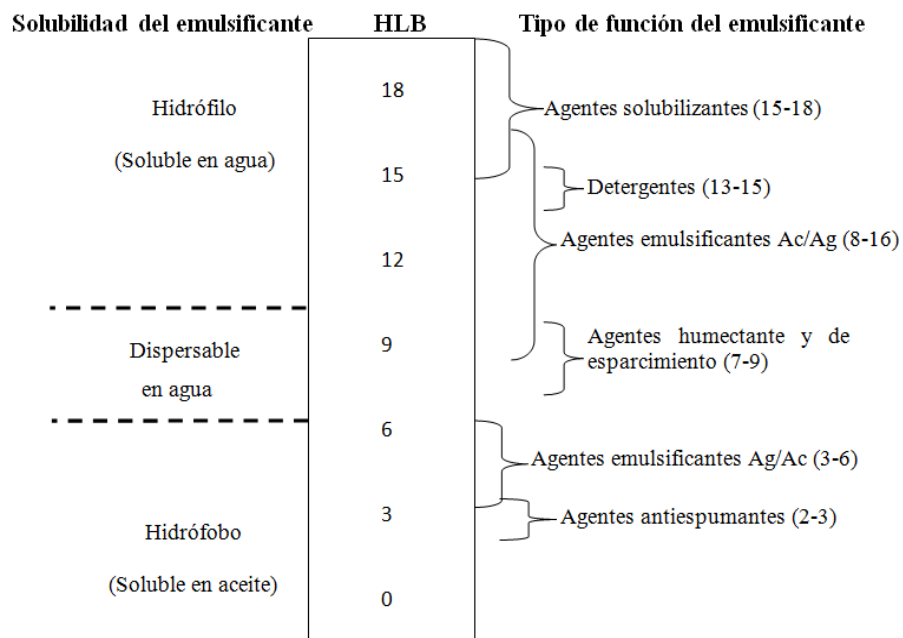 Solubilidad del emulsificante
HLB
Tipo de función del emulsificante
Hidrófilo
(Soluble en agua)
Dispersable
en agua
Hidrófobo
(Soluble en aceite)
18
15
12
9
6
3
0
Agentes solubilizantes (15-18)
Detergentes (13-15)
Agentes emulsificantes Ac/Ag (8-16)
Agentes humectante y de
esparcimiento (7-9)
Agentes emulsificantes Ag/Ac (3-6)
Agentes antiespumantes (2-3)